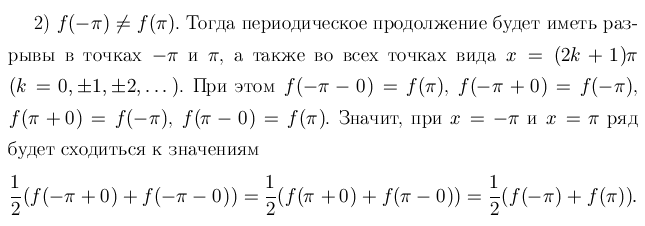 2) f(−π) ≠ f(π). Тогда периодическое продолжение будет иметь раз-
рывы в точках −π и π, а также во всех точках вида x = (2k + 1)π
(k = 0, ±1, ±2, . . . ). При этом f(−π − 0) = f(π), f(−π + 0) = f(−π),
f(π + 0) = f(−π), f(π − 0) = f(π). Значит, при x = −π и x = π ряд
будет сходиться к значениям
1/2(f(−π + 0) + f(−π − 0)) = 1/2(f(π + 0) + f(π − 0)) = 1/2(f(−π) + f(π)).